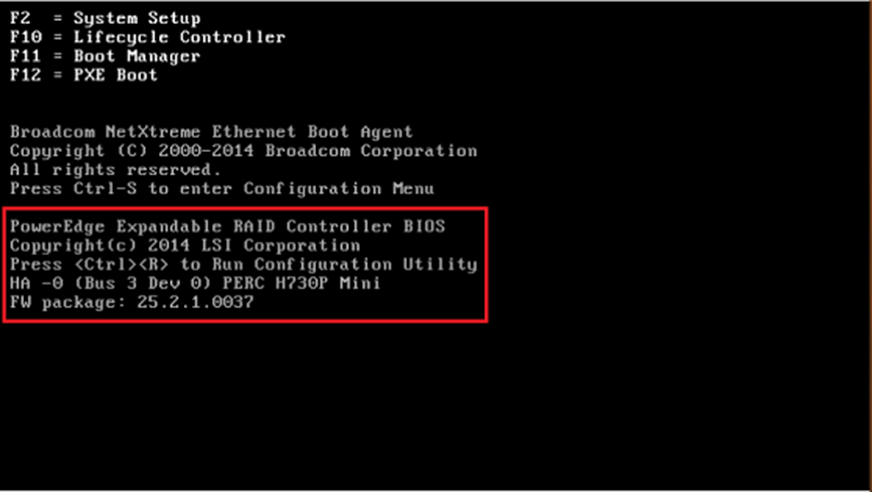 F2  = System Setup
F10 = Lifecycle Controller
F11 = Boot Manager
F12 = PXE Boot
Broadcom NetXtreme Ethernet Boot Agent
Copyright (C) 2000-2014 Broadcom Corporation
All rights reserved.
Press Ctrl-S to enter Configuration Menu
PowerEdge Expandable RAID Controller BIOS
Copyright(c) 2014 LSI Corporation
Press <Ctrl><R> to Run Configuration Utility
HA -0 (Bus 3 Dev 0) PERC H730P Mini
FW package: 25.2.1.0037